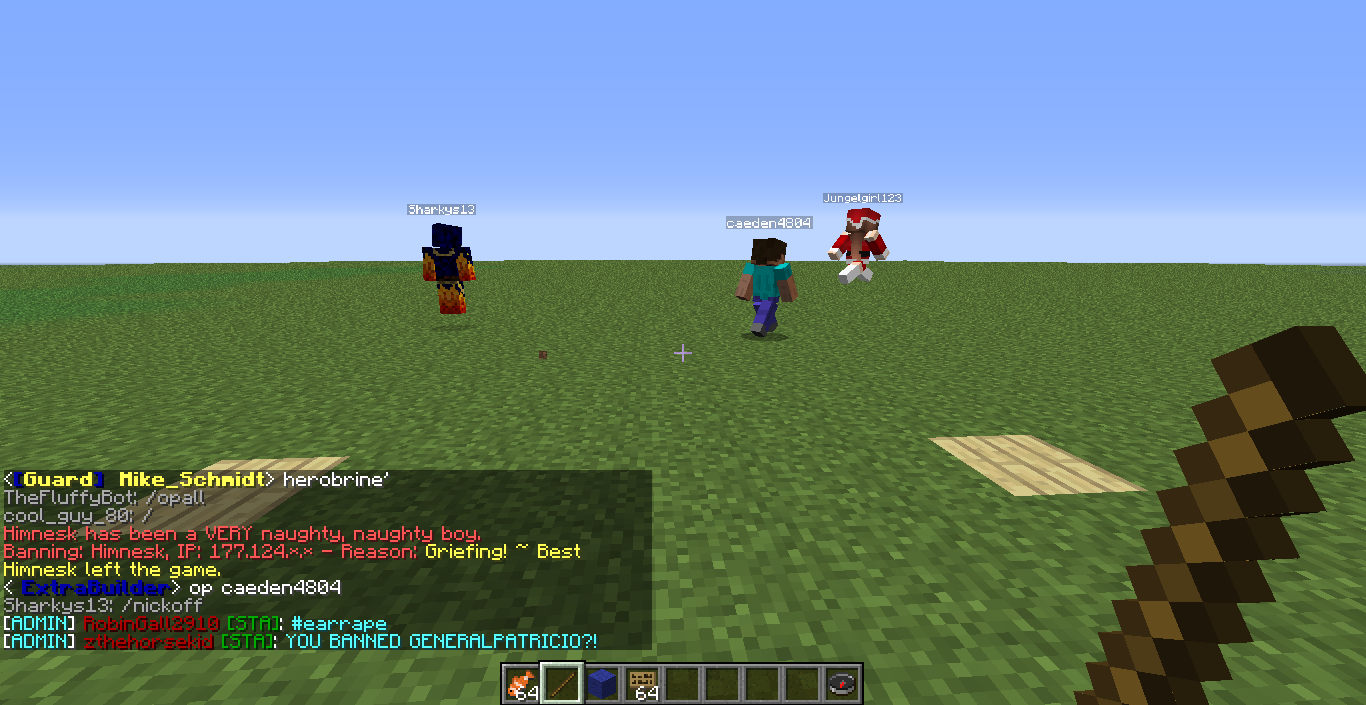 Jungelgirl123
Sharkys13
caeden4804
<[Guard] Mike_Schmidt> herobrine'
TheFluffyBot: /opall
cool_guy_80: /
Himnesk has been a VERY naughty, naughty boy.
Banning: Himnesk, IP: 177.124.*.* - Reason: Griefing! ~ Best
Himnesk left the game.
< ExtraBuilder> op caeden4804
Sharkys13: /nickoff
[ADMIN] RobinGall2910 [STA]: #earrape
[ADMIN] zthehorsekid [STA]: YOU BANNED GENERALPATRICIO?!
64
64